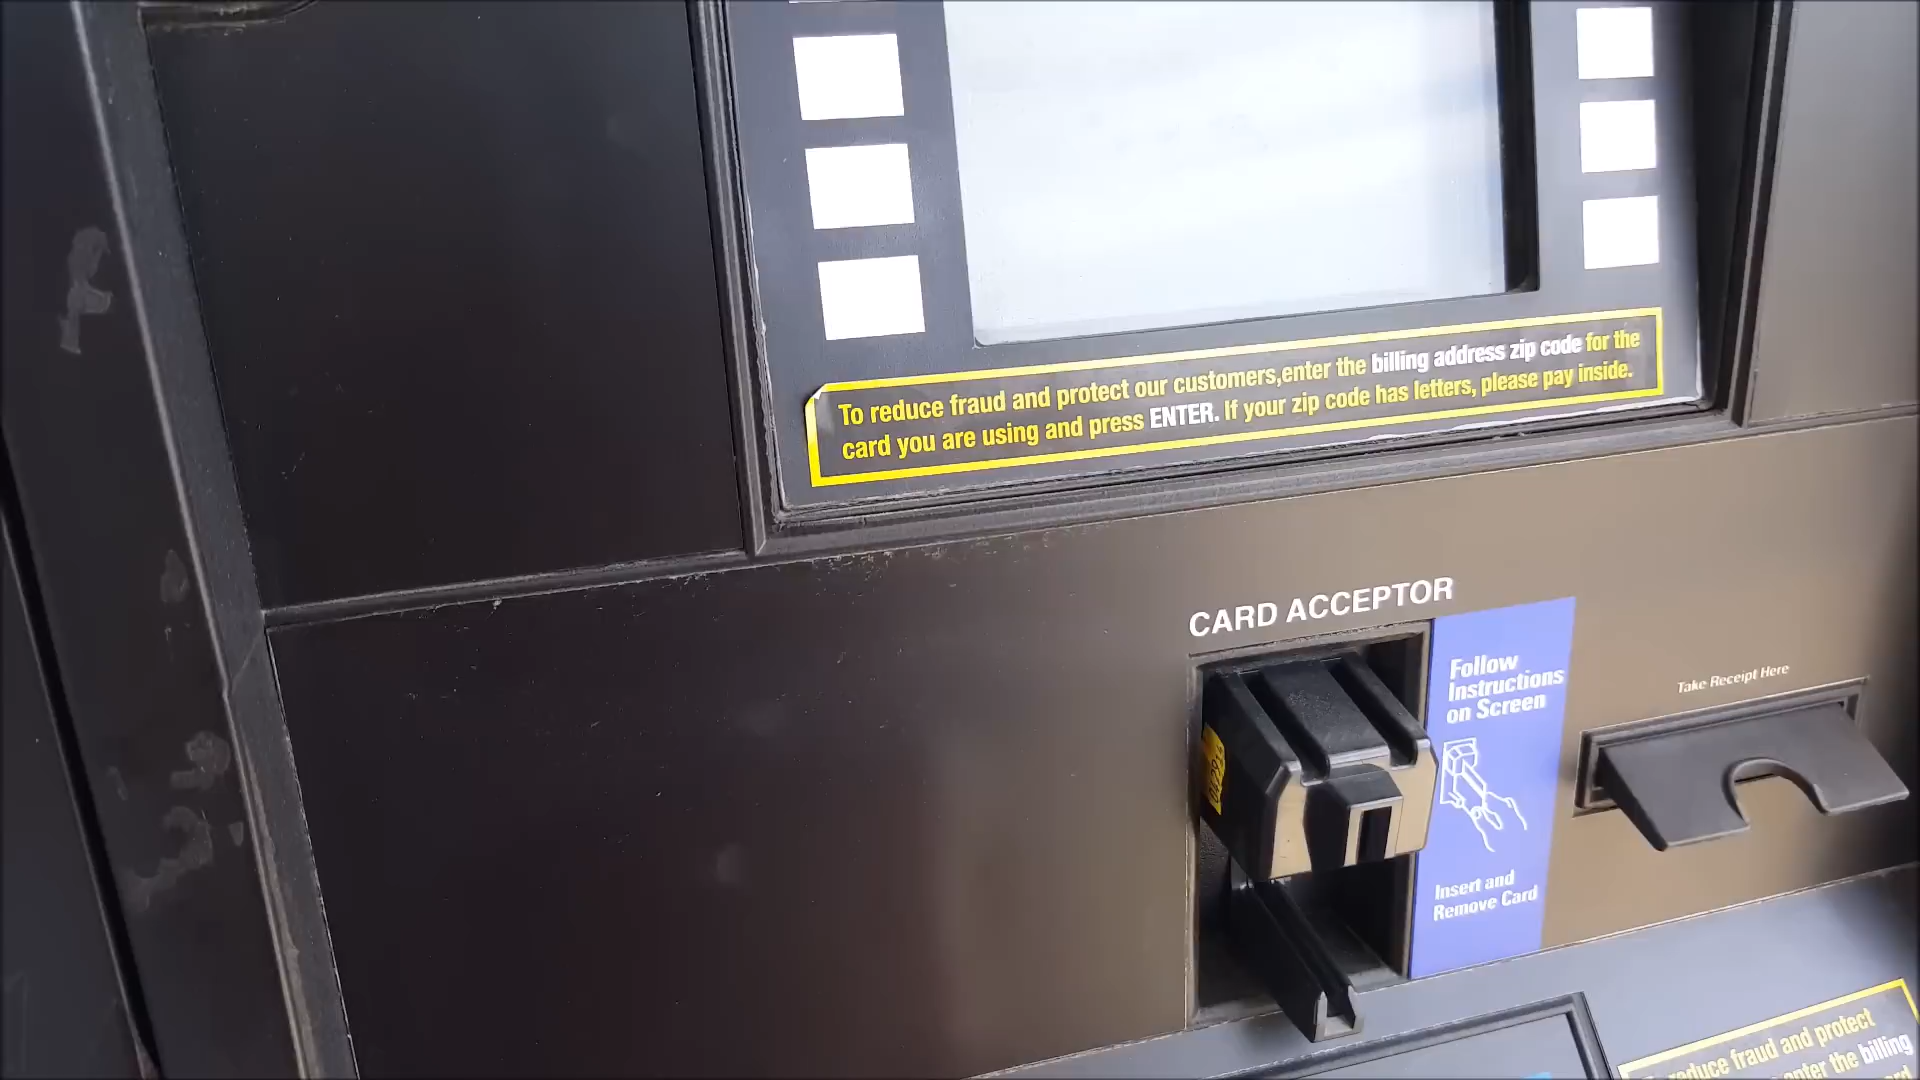 To reduce fraud and protect our customers,enter the billing address zip code for the
card you are using and press ENTER. If your zip code has letters, please pay inside.
CARD ACCEPTOR
Follow
Instructions
on Screen
Take Receipt Here
Insert and
Remove Card
reduce fraud and protect
enter the billing